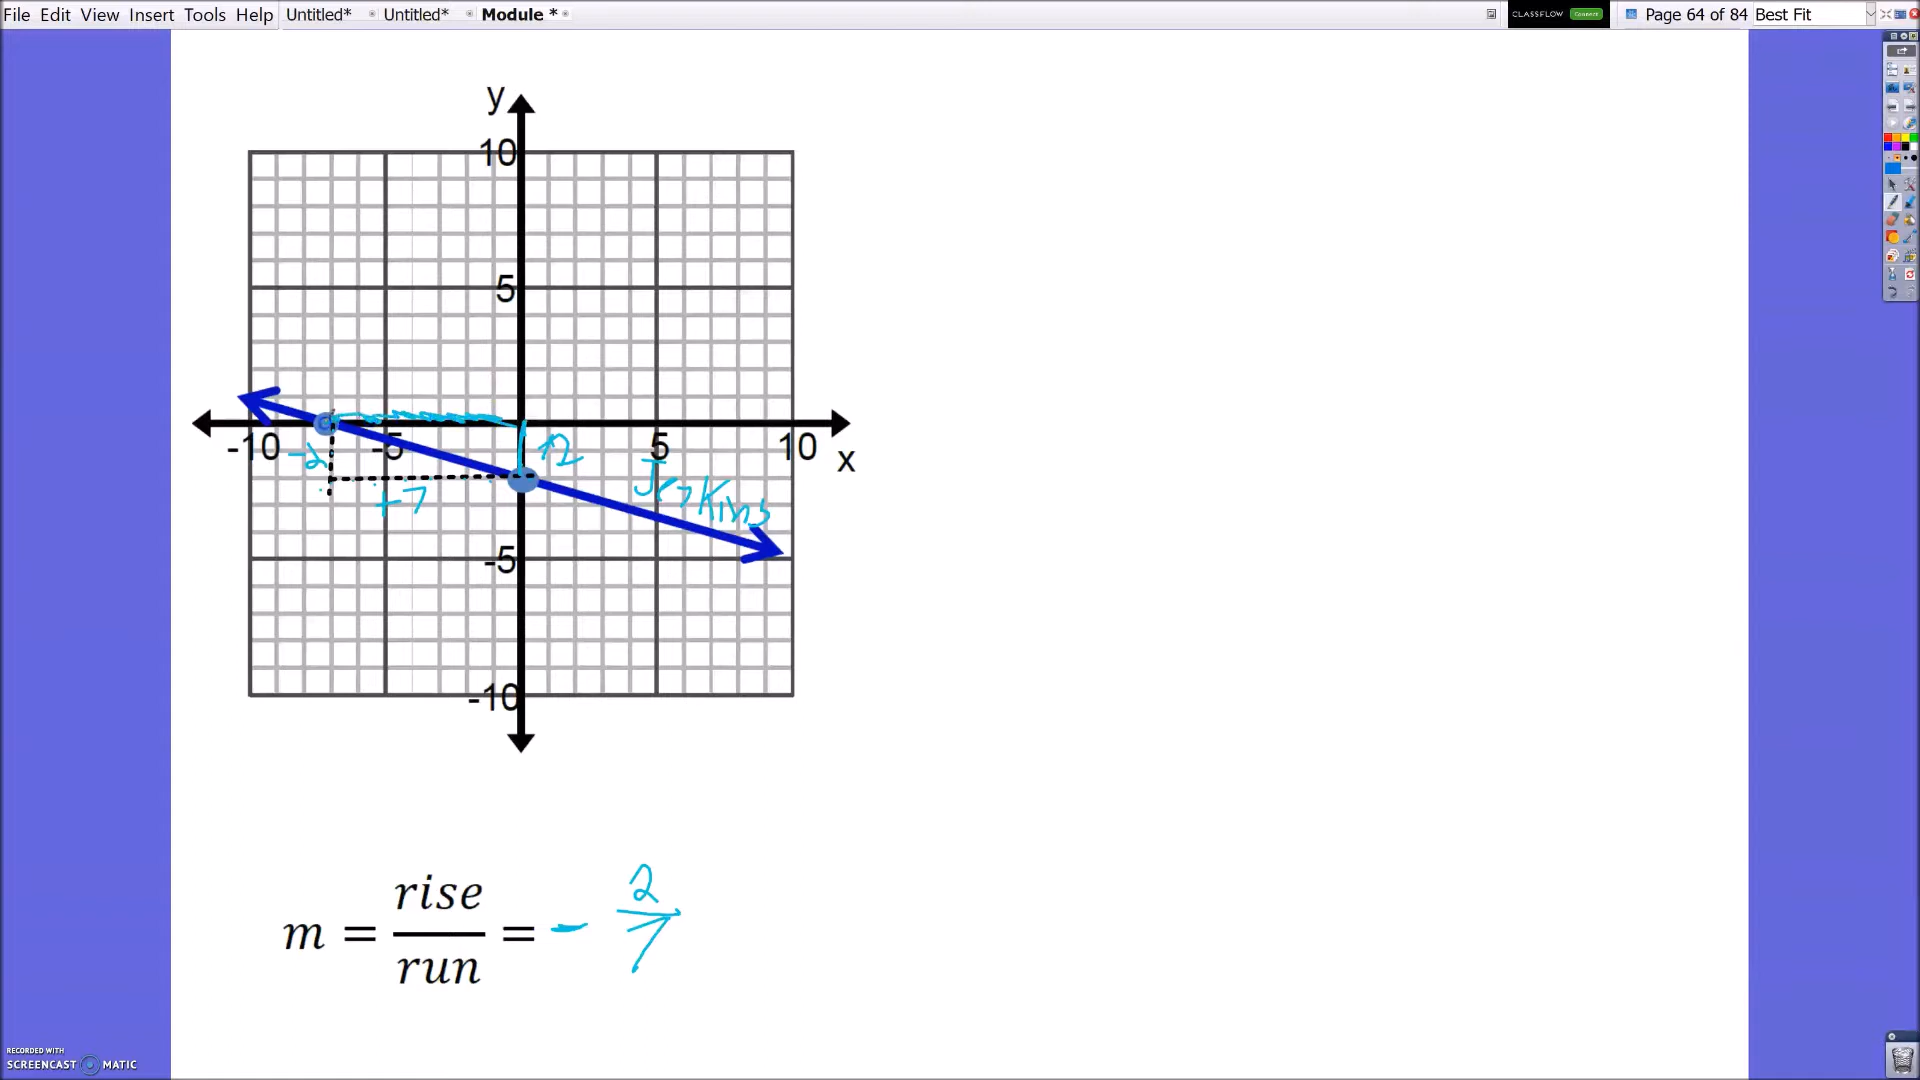 File Edit View Insert Tools Help Untitled* Untitled* Module * CLASSFLOW Connect Page 64 of 84 Best Fit
y
10
5
-10 -5 5 10
x
-2 +2
+7
Jenkins
-5
-10
m = rise/run = - 2/7
RECORDED WITH
SCREENCAST MATIC